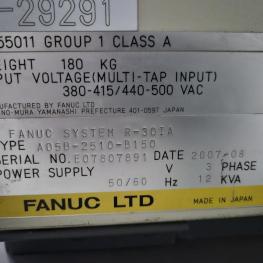 -29291
55011 GROUP 1 CLASS A
EIGHT 180 KG
PUT VOLTAGE(MULTI-TAP INPUT)
380-415/440-500 VAC
UFACTURED BY FANUC LTD
NO-MURA YAMANASHI PREFECTURE 401-0597 JAPAN
FANUC SYSTEM R-30IA
YPE A05B-2510-B150
SERIAL NO. E07807891 DATE 2007-08
POWER SUPPLY V 3 PHASE
50/60 Hz 12 KVA
FANUC LTD MADE IN JAPAN